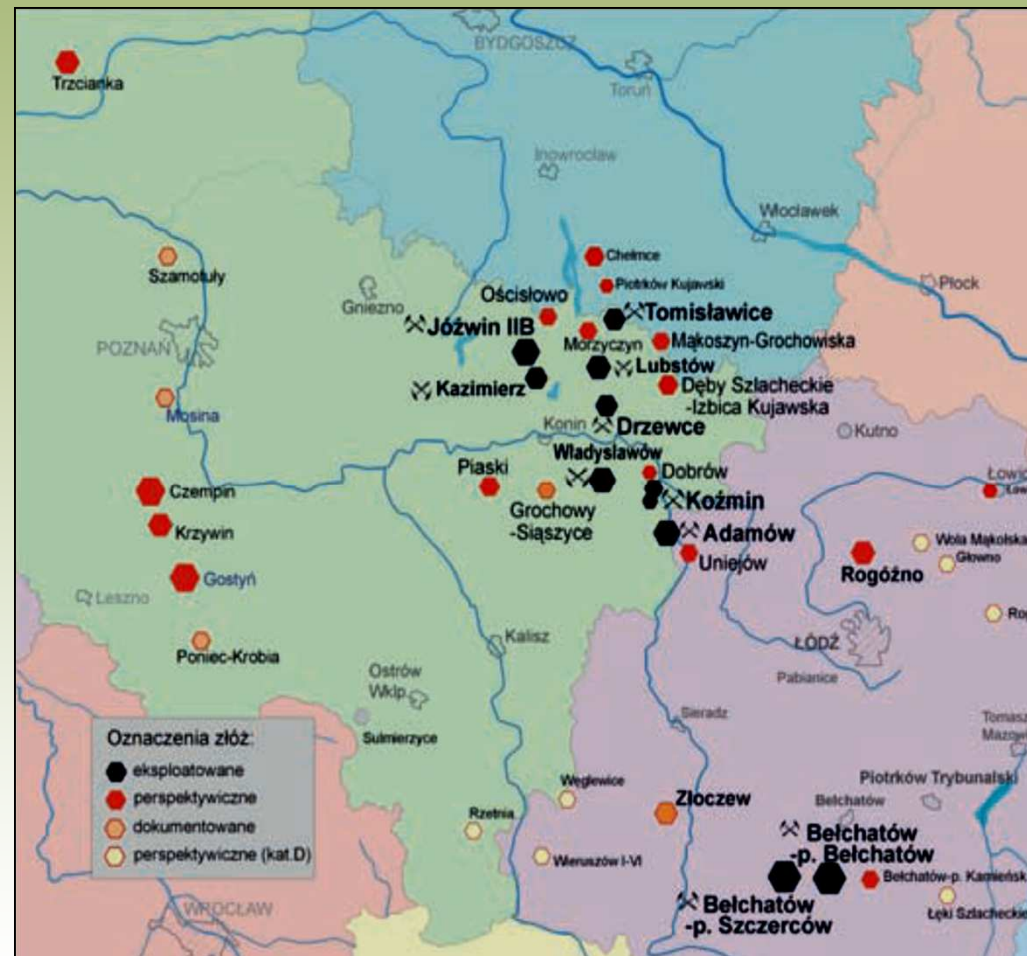 BYDGOSZCZ
Trzcianka
Toruń
Inowrocław
Włocławek
Chełmce
Szamotuły
Piotrków Kujawski
Płock
Gniezno
Ościsłowo
Tomisławice
Jóźwin IIB
POZNAŃ
Morzyczyn
Mąkoszyn-Grochowiska
Lubstów
Kazimierz
Dęby Szlacheckie
-Izbica Kujawska
Mosina
Konin
Drzewce
Kutno
Władysławów
Piaski
Dobrów
Czempin
Grochowy
-Siąszyce
Koźmin
Krzywin
Adamów
Wola Mąkolska
Uniejów
Głowno
Rogóźno
Gostyń
Leszno
Kalisz
ŁÓDŹ
Poniec-Krobia
Ostrów
Wklp
Pabianice
Sieradz
Sulmierzyce
Oznaczenia złóż:
eksploatowane
perspektywiczne
dokumentowane
perspektywiczne (kat.D)
Węglewice
Piotrków Trybunalski
Złoczew
Bełchatów
Rzetnia
Bełchatów
-p. Bełchatów
Wieruszów I-VI
Bełchatów-p. Kamieńsk
Bełchatów
-p. Szczerców
Łęki Szlacheckie
WROCŁAW